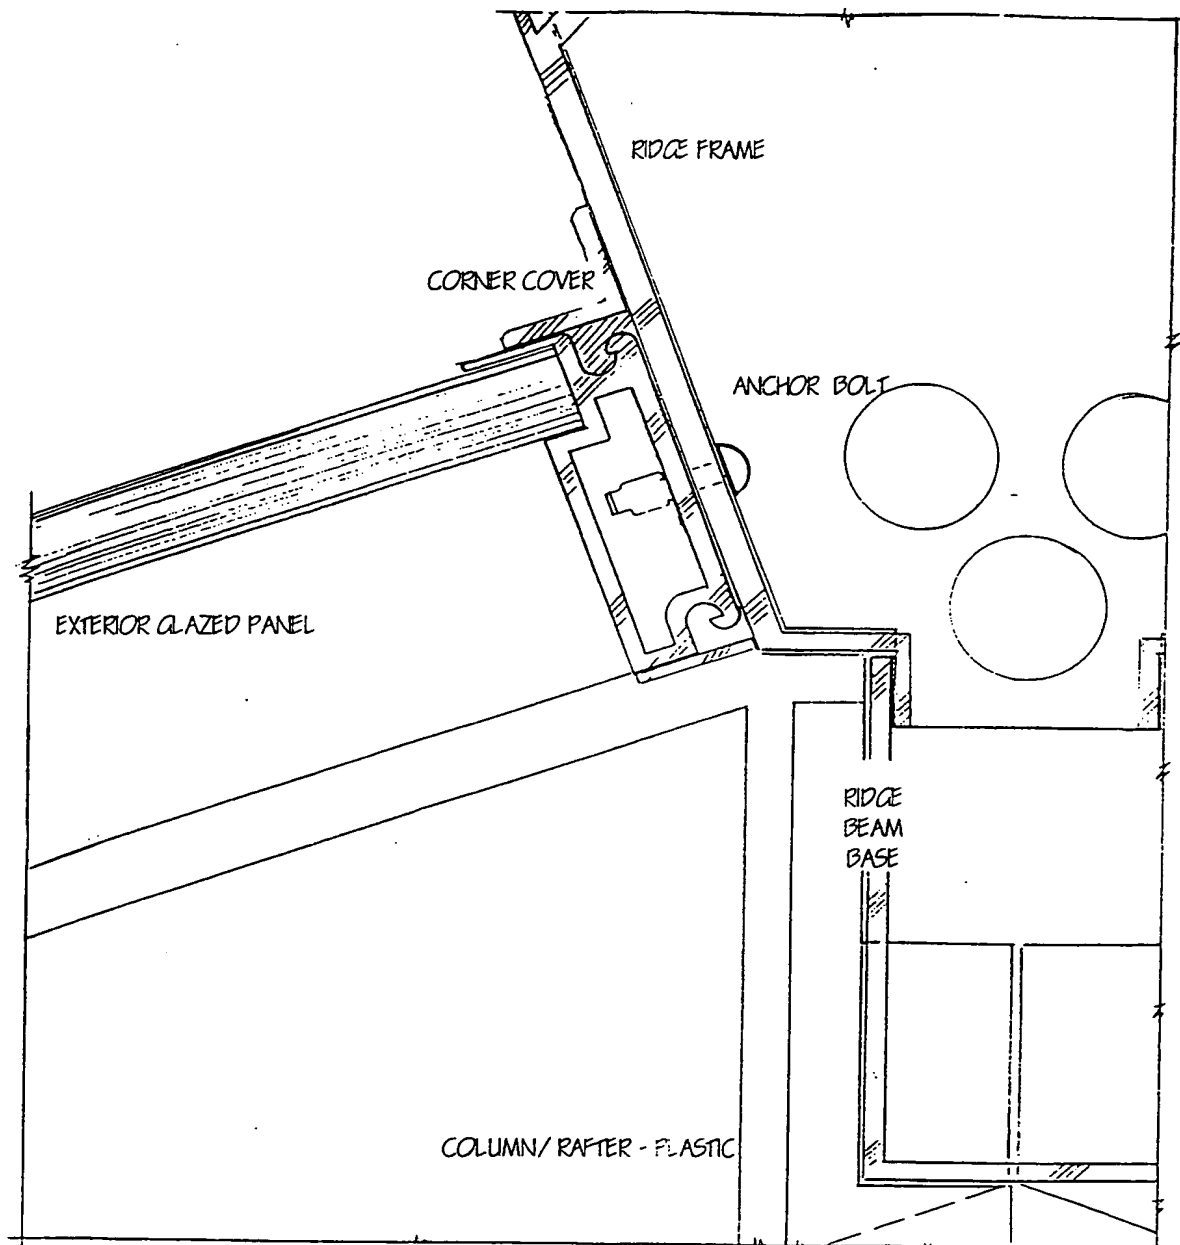 RIDGE FRAME
CORNER COVER
ANCHOR BOLT
EXTERIOR GLAZED PANEL
RIDGE
BEAM
BASE
COLUMN/ RAFTER - PLASTIC